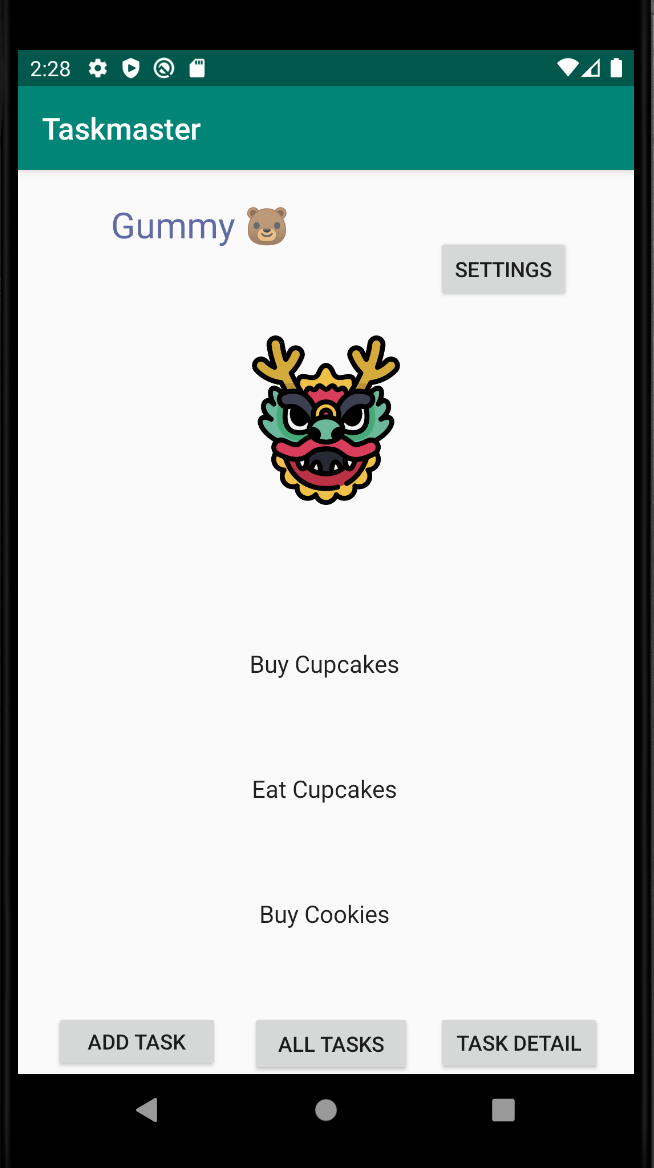 2:28
Taskmaster
Gummy 🐻
SETTINGS
Buy Cupcakes
Eat Cupcakes
Buy Cookies
ADD TASK
ALL TASKS
TASK DETAIL